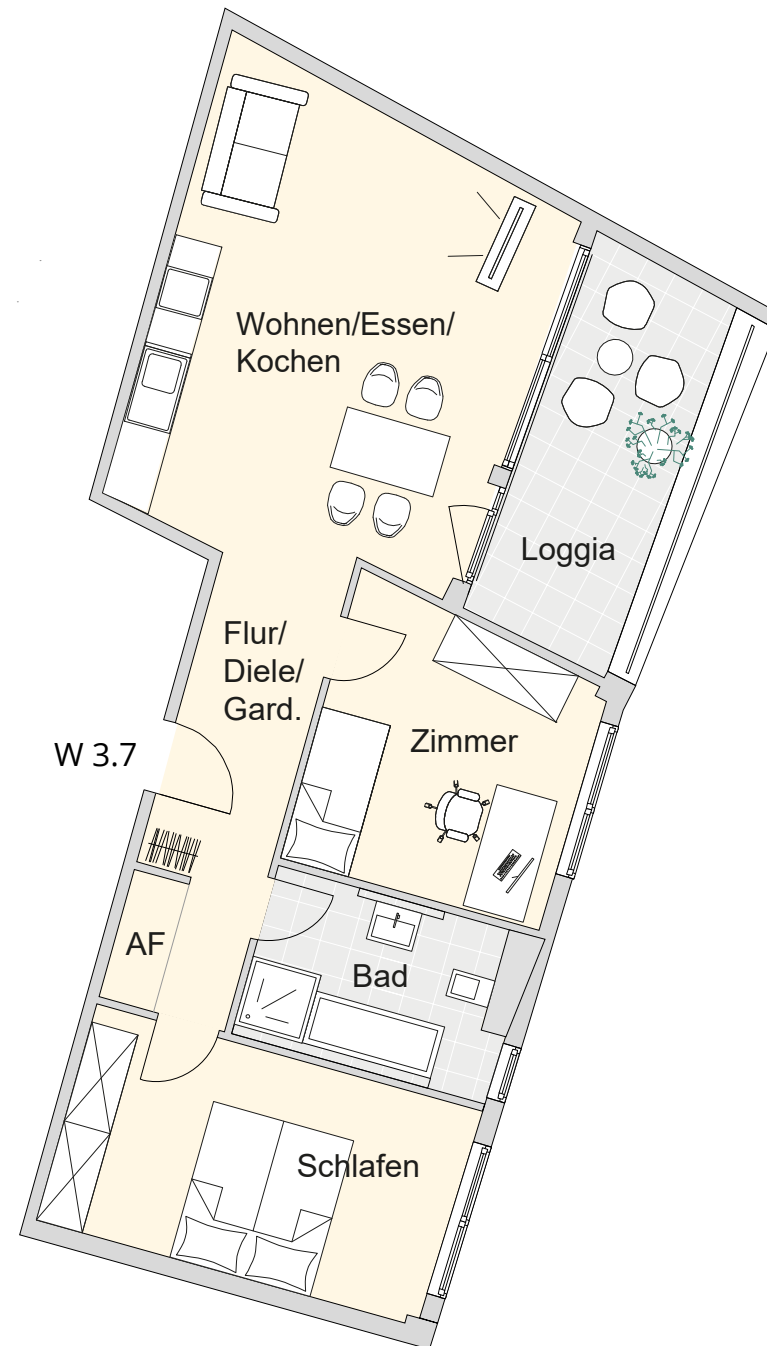 Wohnen/Essen/
Kochen
Loggia
Flur/
Diele/
Gard.
Zimmer
W 3.7
AF
Bad
Schlafen